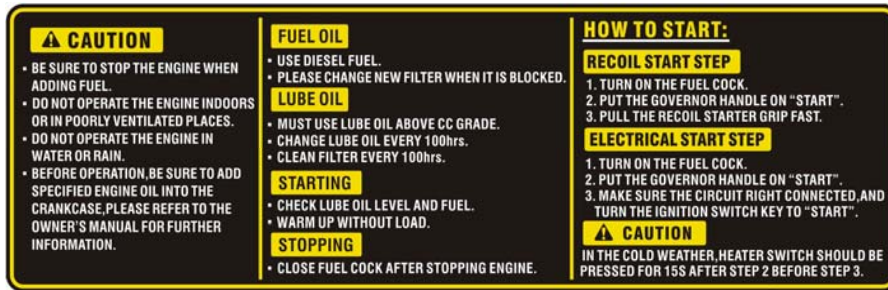 CAUTION
• BE SURE TO STOP THE ENGINE WHEN
ADDING FUEL.
• DO NOT OPERATE THE ENGINE INDOORS
OR IN POORLY VENTILATED PLACES.
• DO NOT OPERATE THE ENGINE IN
WATER OR RAIN.
• BEFORE OPERATION,BE SURE TO ADD
SPECIFIED ENGINE OIL INTO THE
CRANKCASE,PLEASE REFER TO THE
OWNER'S MANUAL FOR FURTHER
INFORMATION.
FUEL OIL
• USE DIESEL FUEL.
• PLEASE CHANGE NEW FILTER WHEN IT IS BLOCKED.
LUBE OIL
• MUST USE LUBE OIL ABOVE CC GRADE.
• CHANGE LUBE OIL EVERY 100hrs.
• CLEAN FILTER EVERY 100hrs.
STARTING
• CHECK LUBE OIL LEVEL AND FUEL.
• WARM UP WITHOUT LOAD.
STOPPING
• CLOSE FUEL COCK AFTER STOPPING ENGINE.
HOW TO START:
RECOIL START STEP
1. TURN ON THE FUEL COCK.
2. PUT THE GOVERNOR HANDLE ON “START”.
3. PULL THE RECOIL STARTER GRIP FAST.
ELECTRICAL START STEP
1. TURN ON THE FUEL COCK.
2. PUT THE GOVERNOR HANDLE ON “START”.
3. MAKE SURE THE CIRCUIT RIGHT CONNECTED,AND
TURN THE IGNITION SWITCH KEY TO “START”.
CAUTION
IN THE COLD WEATHER,HEATER SWITCH SHOULD BE
PRESSED FOR 15S AFTER STEP 2 BEFORE STEP 3.